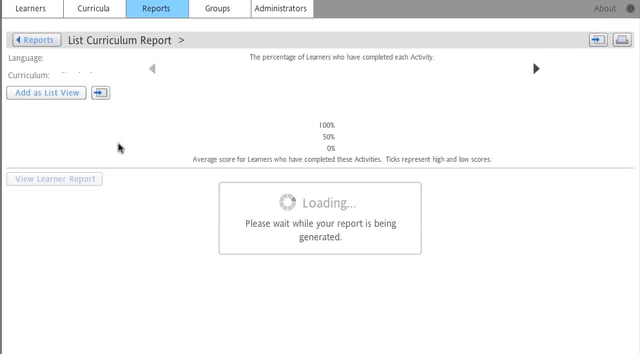 Learners Curricula Reports Groups Administrators About
Reports List Curriculum Report >
Language:
The percentage of Learners who have completed each Activity.
Curriculum:
Add as List View
100%
50%
0%
Average score for Learners who have completed these Activities. Ticks represent high and low scores.
View Learner Report
Loading...
Please wait while your report is being
generated.